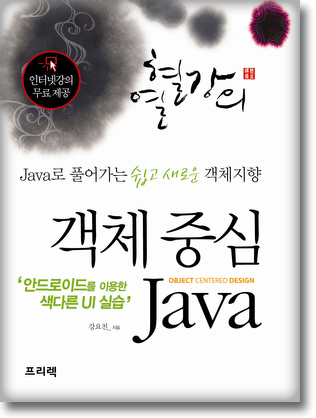 인터넷강의
무료 제공
열혈강의
Java로 풀어가는 쉽고 새로운 객체지향
객체 중심
OBJECT CENTERED DESIGN
Java
'안드로이드를 이용한
색다른 UI 실습'
강요천_ 지음
프리렉